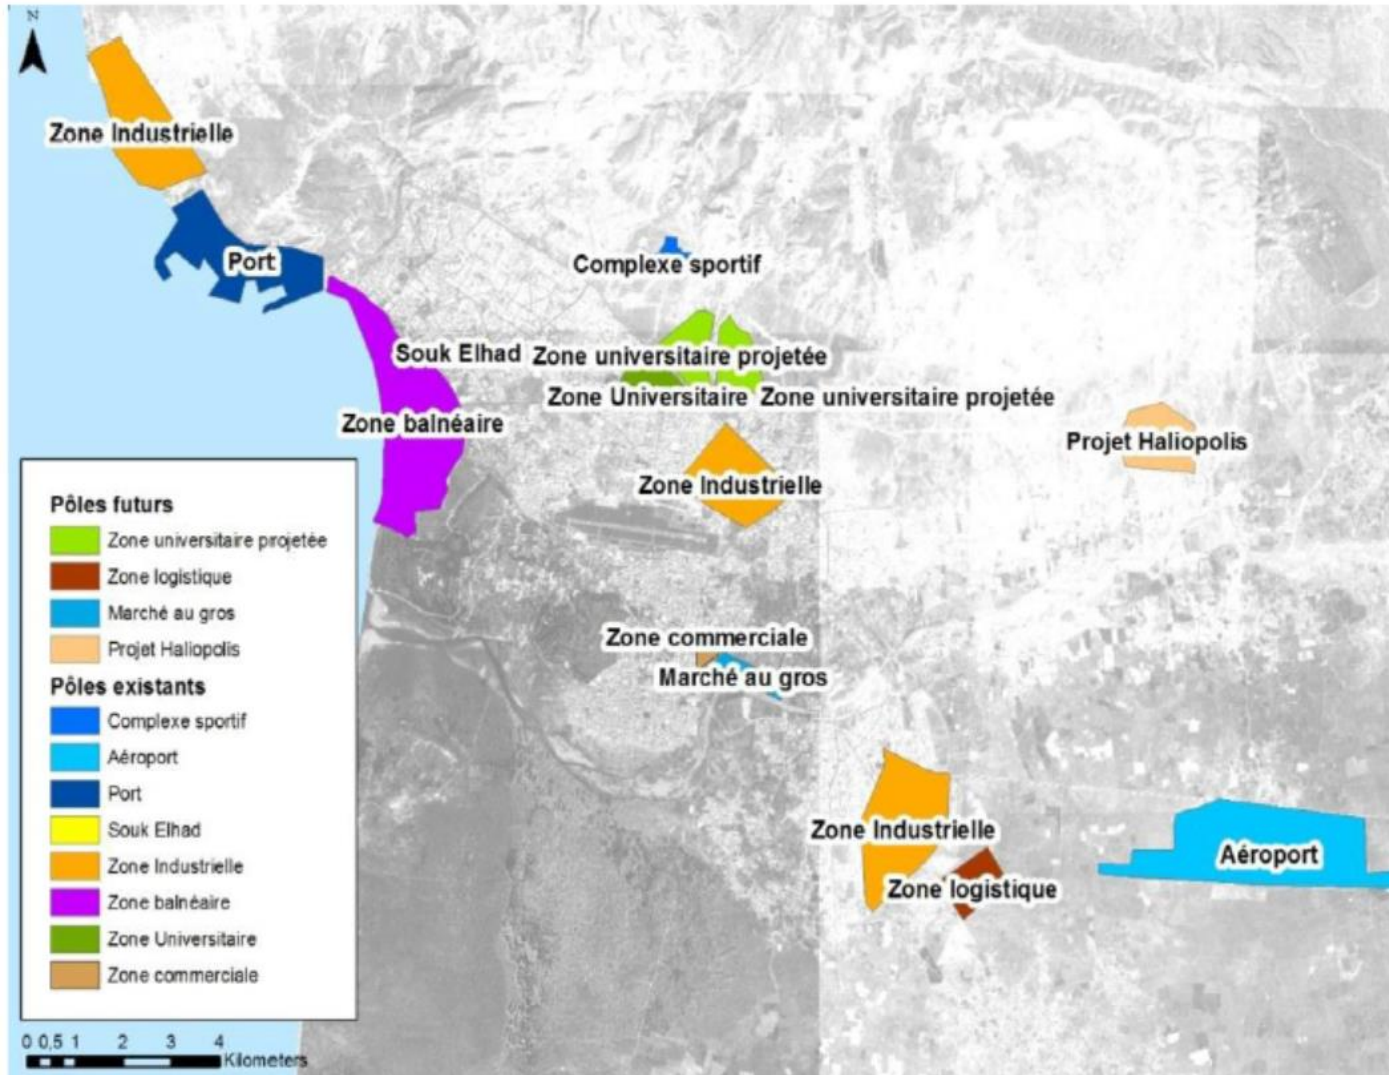 N
Zone Industrielle
Port
Complexe sportif
Souk Elhad
Zone universitaire projetée
Zone Universitaire
Zone universitaire projetée
Zone balnéaire
Projet Haliopolis
Zone Industrielle
Zone commerciale
Marché au gros
Zone Industrielle
Aéroport
Zone logistique
Pôles futurs
Zone universitaire projetée
Zone logistique
Marché au gros
Projet Haliopolis
Pôles existants
Complexe sportif
Aéroport
Port
Souk Elhad
Zone Industrielle
Zone balnéaire
Zone Universitaire
Zone commerciale
0 0,5 1 2 3 4
Kilometers